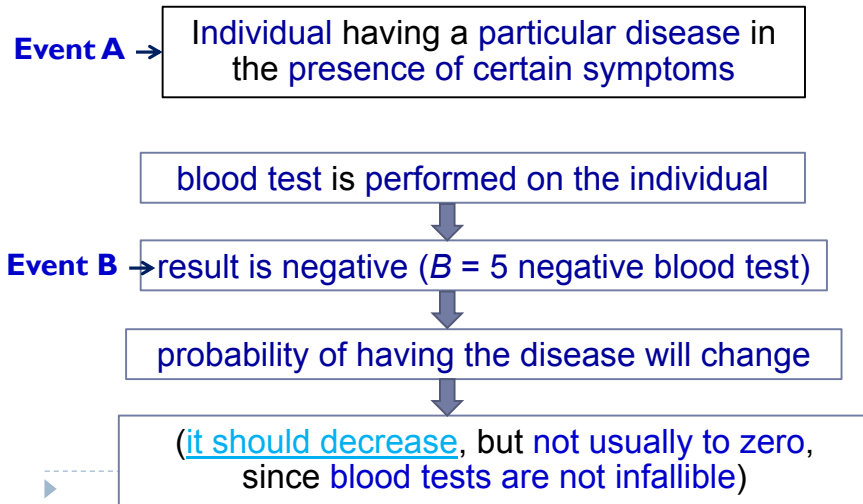 Event A
Individual having a particular disease in
the presence of certain symptoms
blood test is performed on the individual
Event B
result is negative (B = 5 negative blood test)
probability of having the disease will change
(it should decrease, but not usually to zero,
since blood tests are not infallible)